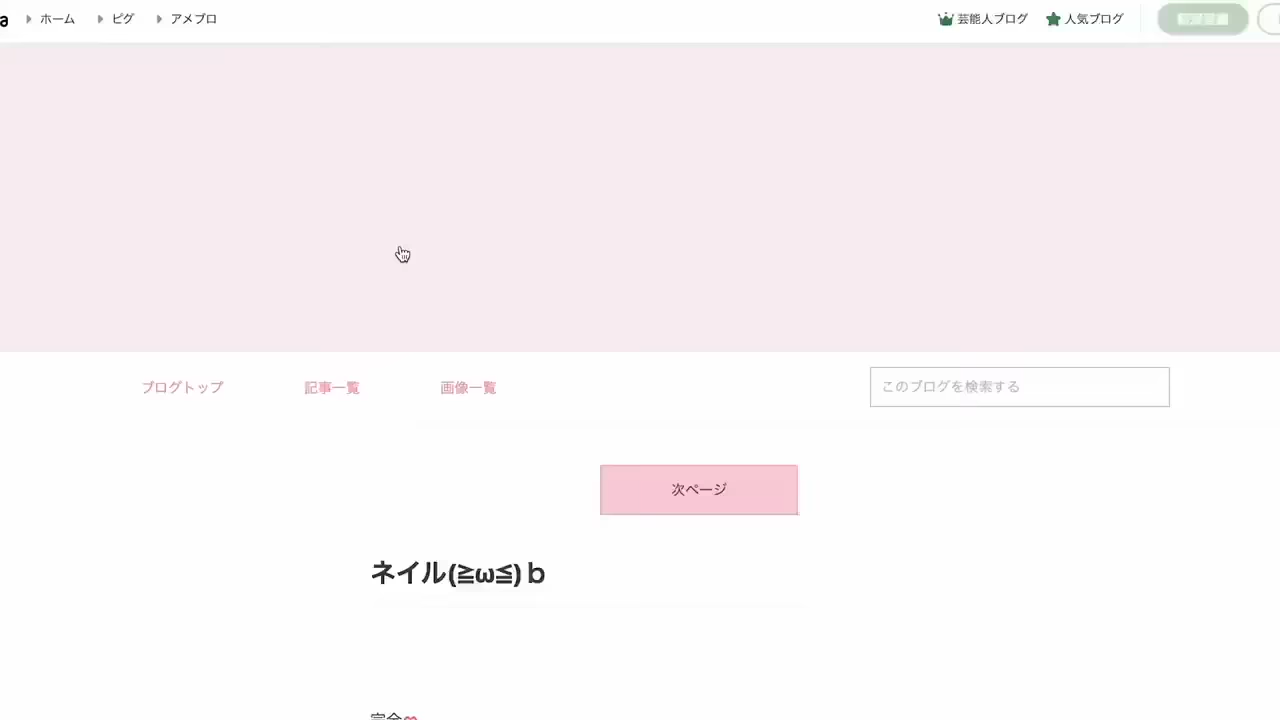 a ホーム ピグ アメブロ 芸能人ブログ 人気ブログ
ブログトップ 記事一覧 画像一覧 このブログを検索する
次ページ
ネイル(≧ω≦)ｂ
完全